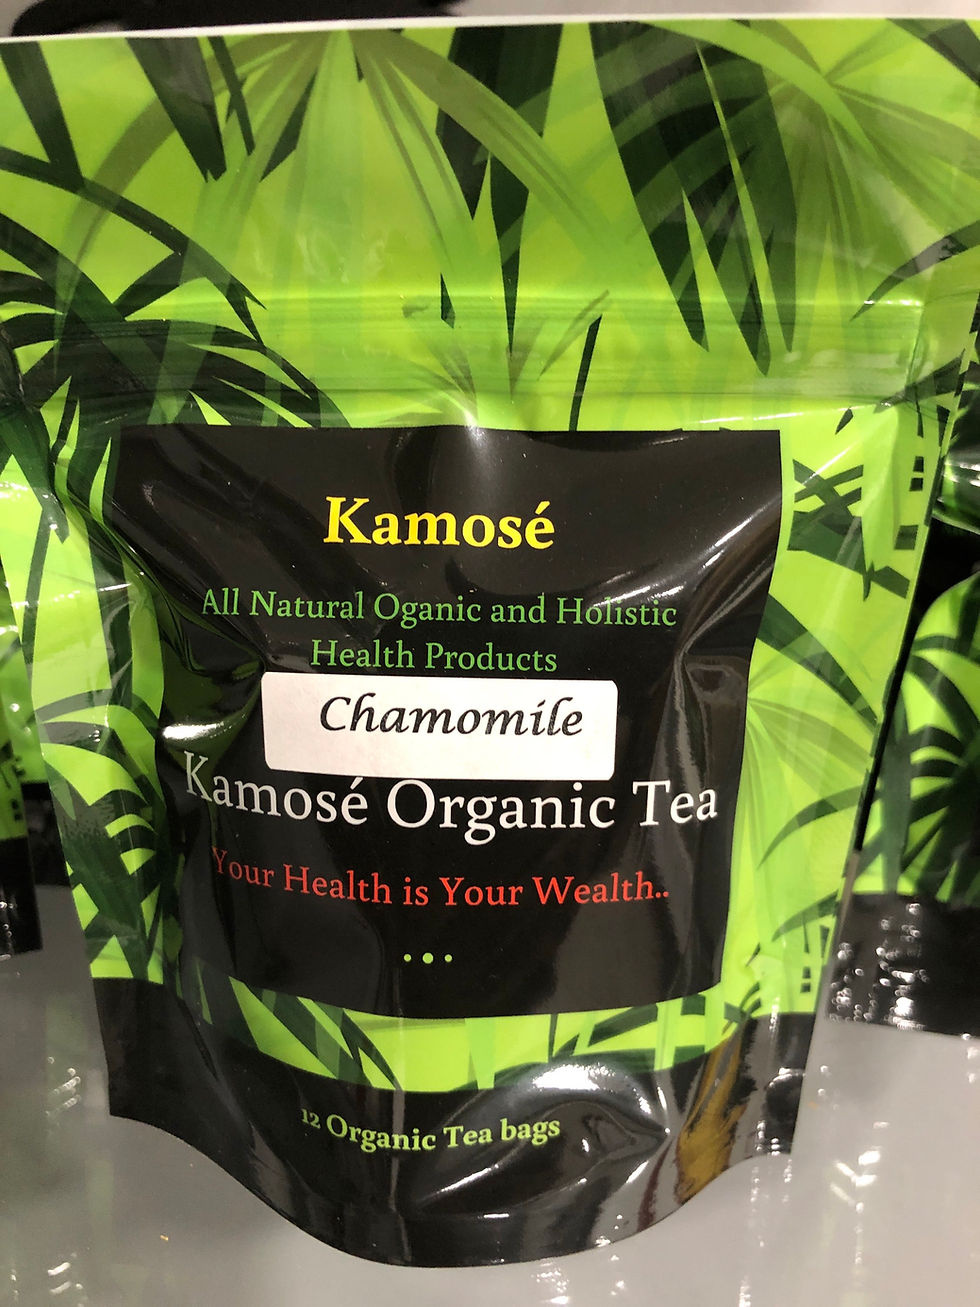 Kamosé
All Natural Oganic and Holistic
Health Products
Chamomile
Kamosé Organic Tea
Your Health is Your Wealth..
...
12 Organic Tea bags